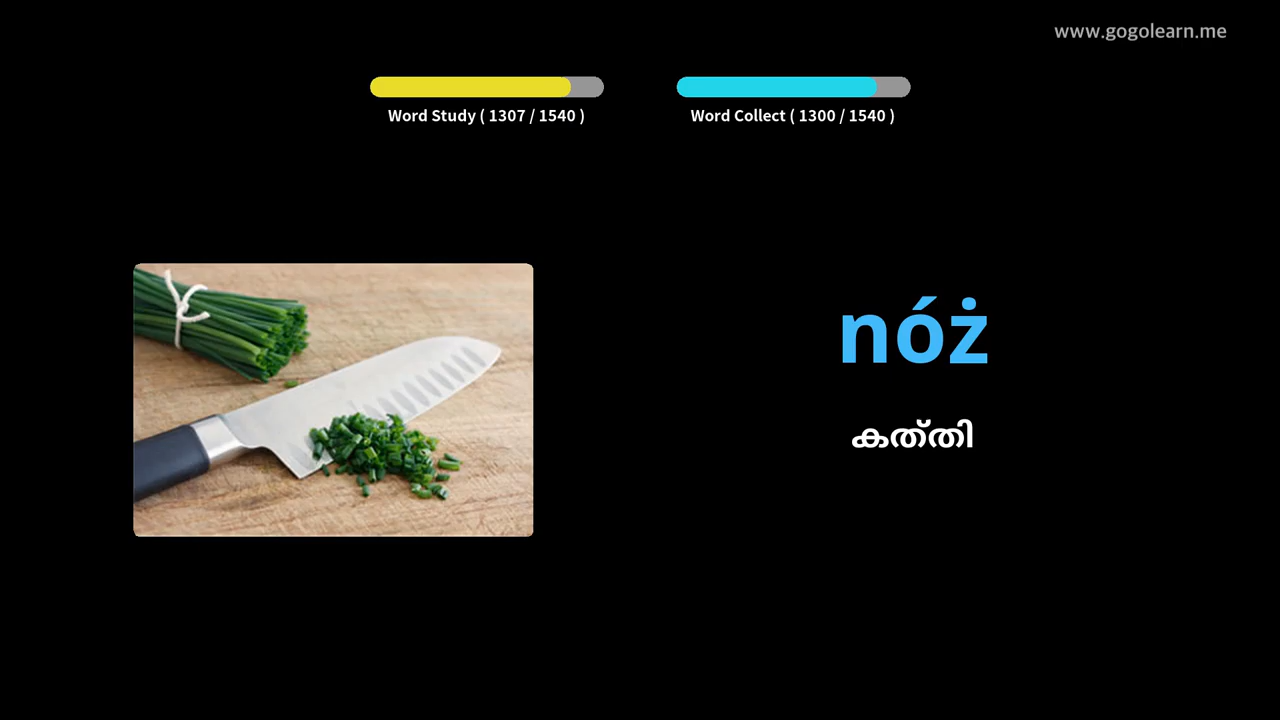 www.gogolearn.me
Word Study ( 1307 / 1540 )
Word Collect ( 1300 / 1540 )
nóż
കത്തി